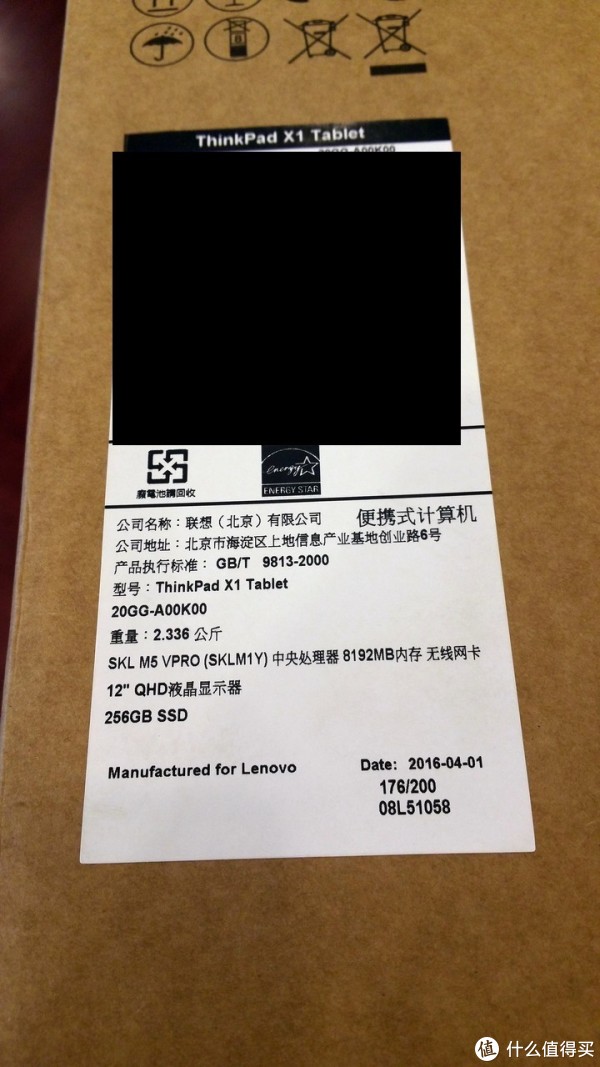 ThinkPad X1 Tablet
20GG-A00K00
energy
ENERGY STAR
廢電池請回收
公司名称：联想（北京）有限公司 便携式计算机
公司地址：北京市海淀区上地信息产业基地创业路6号
产品执行标准： GB/T 9813-2000
型号：ThinkPad X1 Tablet
20GG-A00K00
重量：2.336 公斤
SKL M5 VPRO (SKLM1Y) 中央处理器 8192MB内存 无线网卡
12" QHD液晶显示器
256GB SSD
Manufactured for Lenovo
Date: 2016-04-01
176/200
08L51058
值 什么值得买